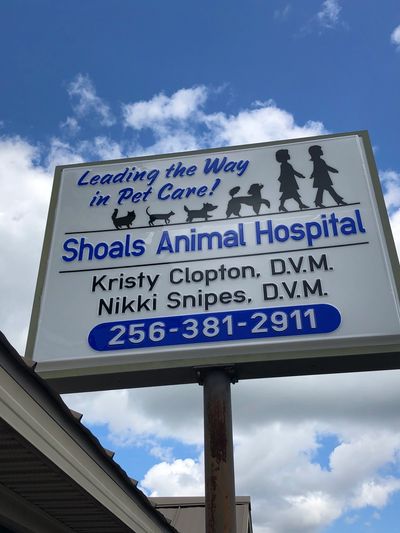 Leading the Way
in Pet Care!
Shoals Animal Hospital
Kristy Clopton, D.V.M.
Nikki Snipes, D.V.M.
256-381-2911